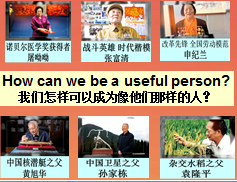 诺贝尔医学奖获得者
屠呦呦
战斗英雄 时代楷模
张富清
改革先锋 全国劳动模范
申纪兰
How can we be a useful person?
我们怎样可以成为像他们那样的人？
中国核潜艇之父
黄旭华
中国卫星之父
孙家栋
杂交水稻之父
袁隆平